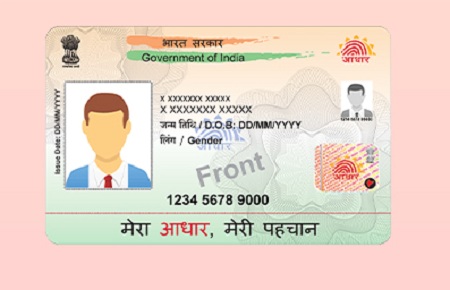 भारत सरकार
Government of India
आधार
Issue Date: DD/MM/YYYY
X XXXXXXX XXXXX
X XXXXXXX XXXXX
जन्म तिथि / D.O.B: DD/MM/YYYY
लिंग / Gender
आधार
Front
1234 5678 9000
मेरा आधार, मेरी पहचान